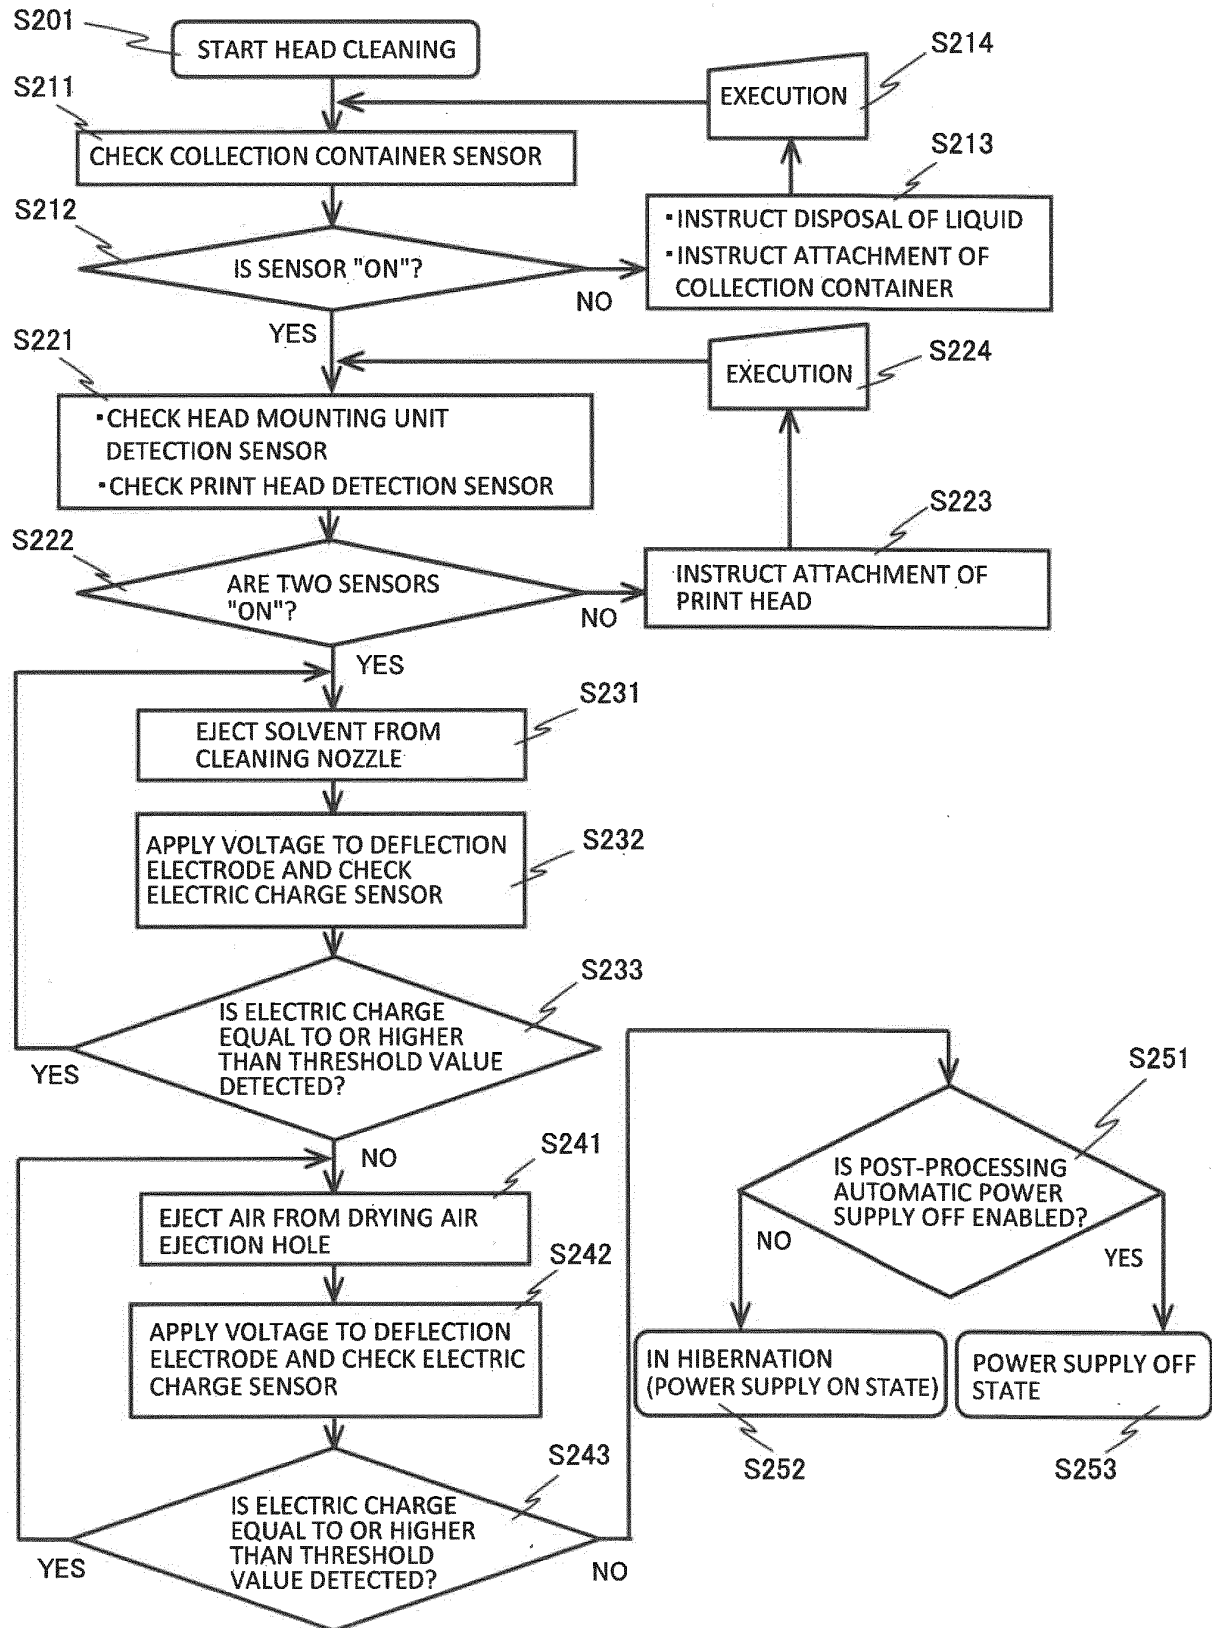 S201
START HEAD CLEANING
S214
EXECUTION
S211
CHECK COLLECTION CONTAINER SENSOR
S213
▪INSTRUCT DISPOSAL OF LIQUID
▪INSTRUCT ATTACHMENT OF
COLLECTION CONTAINER
S212
IS SENSOR "ON"?
NO
YES
S221
▪CHECK HEAD MOUNTING UNIT
DETECTION SENSOR
▪CHECK PRINT HEAD DETECTION SENSOR
S224
EXECUTION
S223
INSTRUCT ATTACHMENT OF
PRINT HEAD
S222
ARE TWO SENSORS
"ON"?
NO
YES
S231
EJECT SOLVENT FROM
CLEANING NOZZLE
S232
APPLY VOLTAGE TO DEFLECTION
ELECTRODE AND CHECK
ELECTRIC CHARGE SENSOR
S233
IS ELECTRIC CHARGE
EQUAL TO OR HIGHER
THAN THRESHOLD VALUE
DETECTED?
YES
NO
S241
EJECT AIR FROM DRYING AIR
EJECTION HOLE
S242
APPLY VOLTAGE TO DEFLECTION
ELECTRODE AND CHECK ELECTRIC
CHARGE SENSOR
S243
IS ELECTRIC CHARGE
EQUAL TO OR HIGHER
THAN THRESHOLD
VALUE DETECTED?
YES
NO
S251
IS POST-PROCESSING
AUTOMATIC POWER
SUPPLY OFF ENABLED?
NO
YES
IN HIBERNATION
(POWER SUPPLY ON STATE)
S252
POWER SUPPLY OFF
STATE
S253